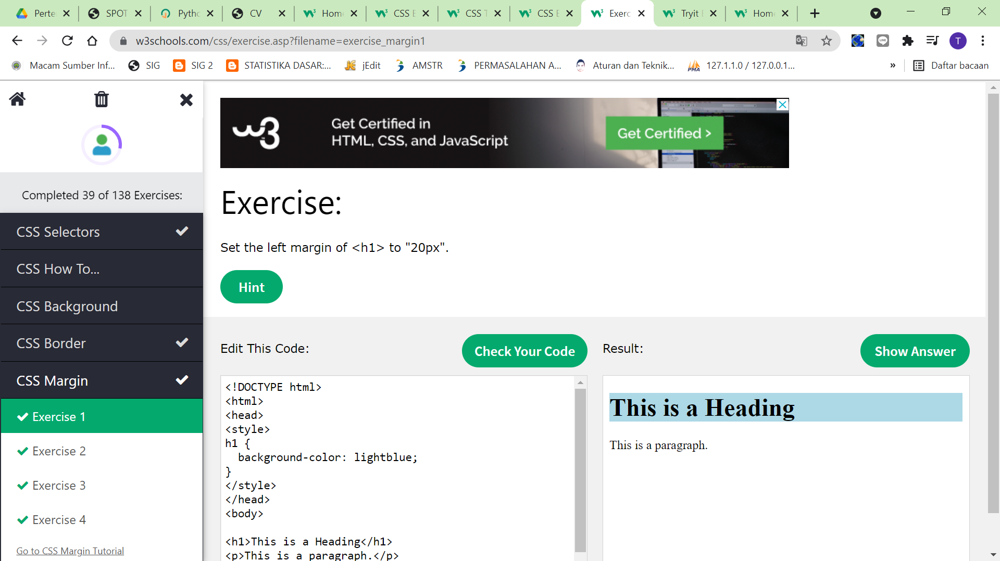 Perte
SPOT
Pytho
CV
Home
CSS B
CSS T
CSS B
Exerc
Tryit E
Home
w3schools.com/css/exercise.asp?filename=exercise_margin1
T
Macam Sumber Inf...
SIG
SIG 2
STATISTIKA DASAR:...
jEdit
AMSTR
PERMASALAHAN A...
Aturan dan Teknik...
127.1.1.0 / 127.0.0.1...
»
Daftar bacaan
Completed 39 of 138 Exercises:
CSS Selectors
CSS How To...
CSS Background
CSS Border
CSS Margin
Exercise 1
Exercise 2
Exercise 3
Exercise 4
Go to CSS Margin Tutorial
w3
Get Certified in
HTML, CSS, and JavaScript
Get Certified >
Exercise:
Set the left margin of <h1> to "20px".
Hint
Edit This Code:
Check Your Code
<!DOCTYPE html>
<html>
<head>
<style>
h1 {
  background-color: lightblue;
}
</style>
</head>
<body>
<h1>This is a Heading</h1>
<p>This is a paragraph.</p>
Result:
Show Answer
This is a Heading
This is a paragraph.